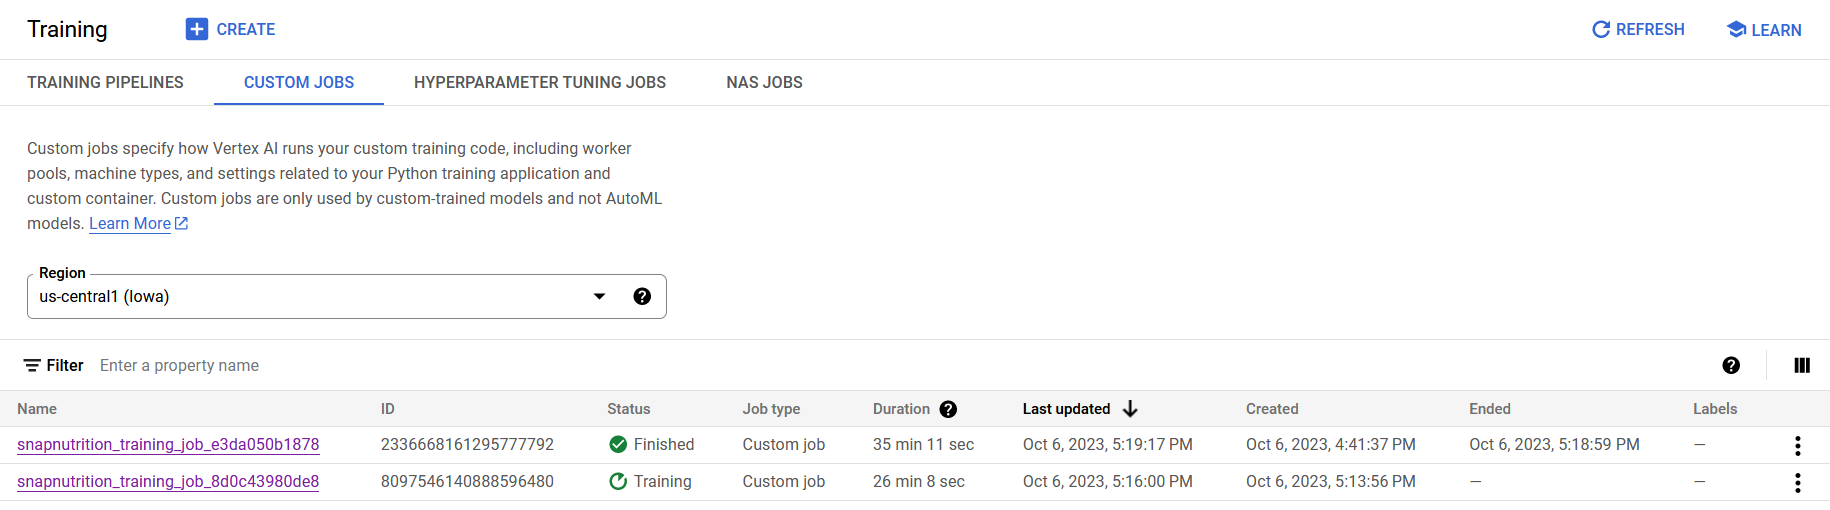 Training
CREATE
REFRESH
LEARN
TRAINING PIPELINES
CUSTOM JOBS
HYPERPARAMETER TUNING JOBS
NAS JOBS
Custom jobs specify how Vertex AI runs your custom training code, including worker
pools, machine types, and settings related to your Python training application and
custom container. Custom jobs are only used by custom-trained models and not AutoML
models. Learn More
Region
us-central1 (Iowa)
Filter Enter a property name
Name ID Status Job type Duration Last updated Created Ended Labels
snapnutrition_training_job_e3da050b1878 2336668161295777792 Finished Custom job 35 min 11 sec Oct 6, 2023, 5:19:17 PM Oct 6, 2023, 4:41:37 PM Oct 6, 2023, 5:18:59 PM —
snapnutrition_training_job_8d0c43980de8 8097546140888596480 Training Custom job 26 min 8 sec Oct 6, 2023, 5:16:00 PM Oct 6, 2023, 5:13:56 PM — —